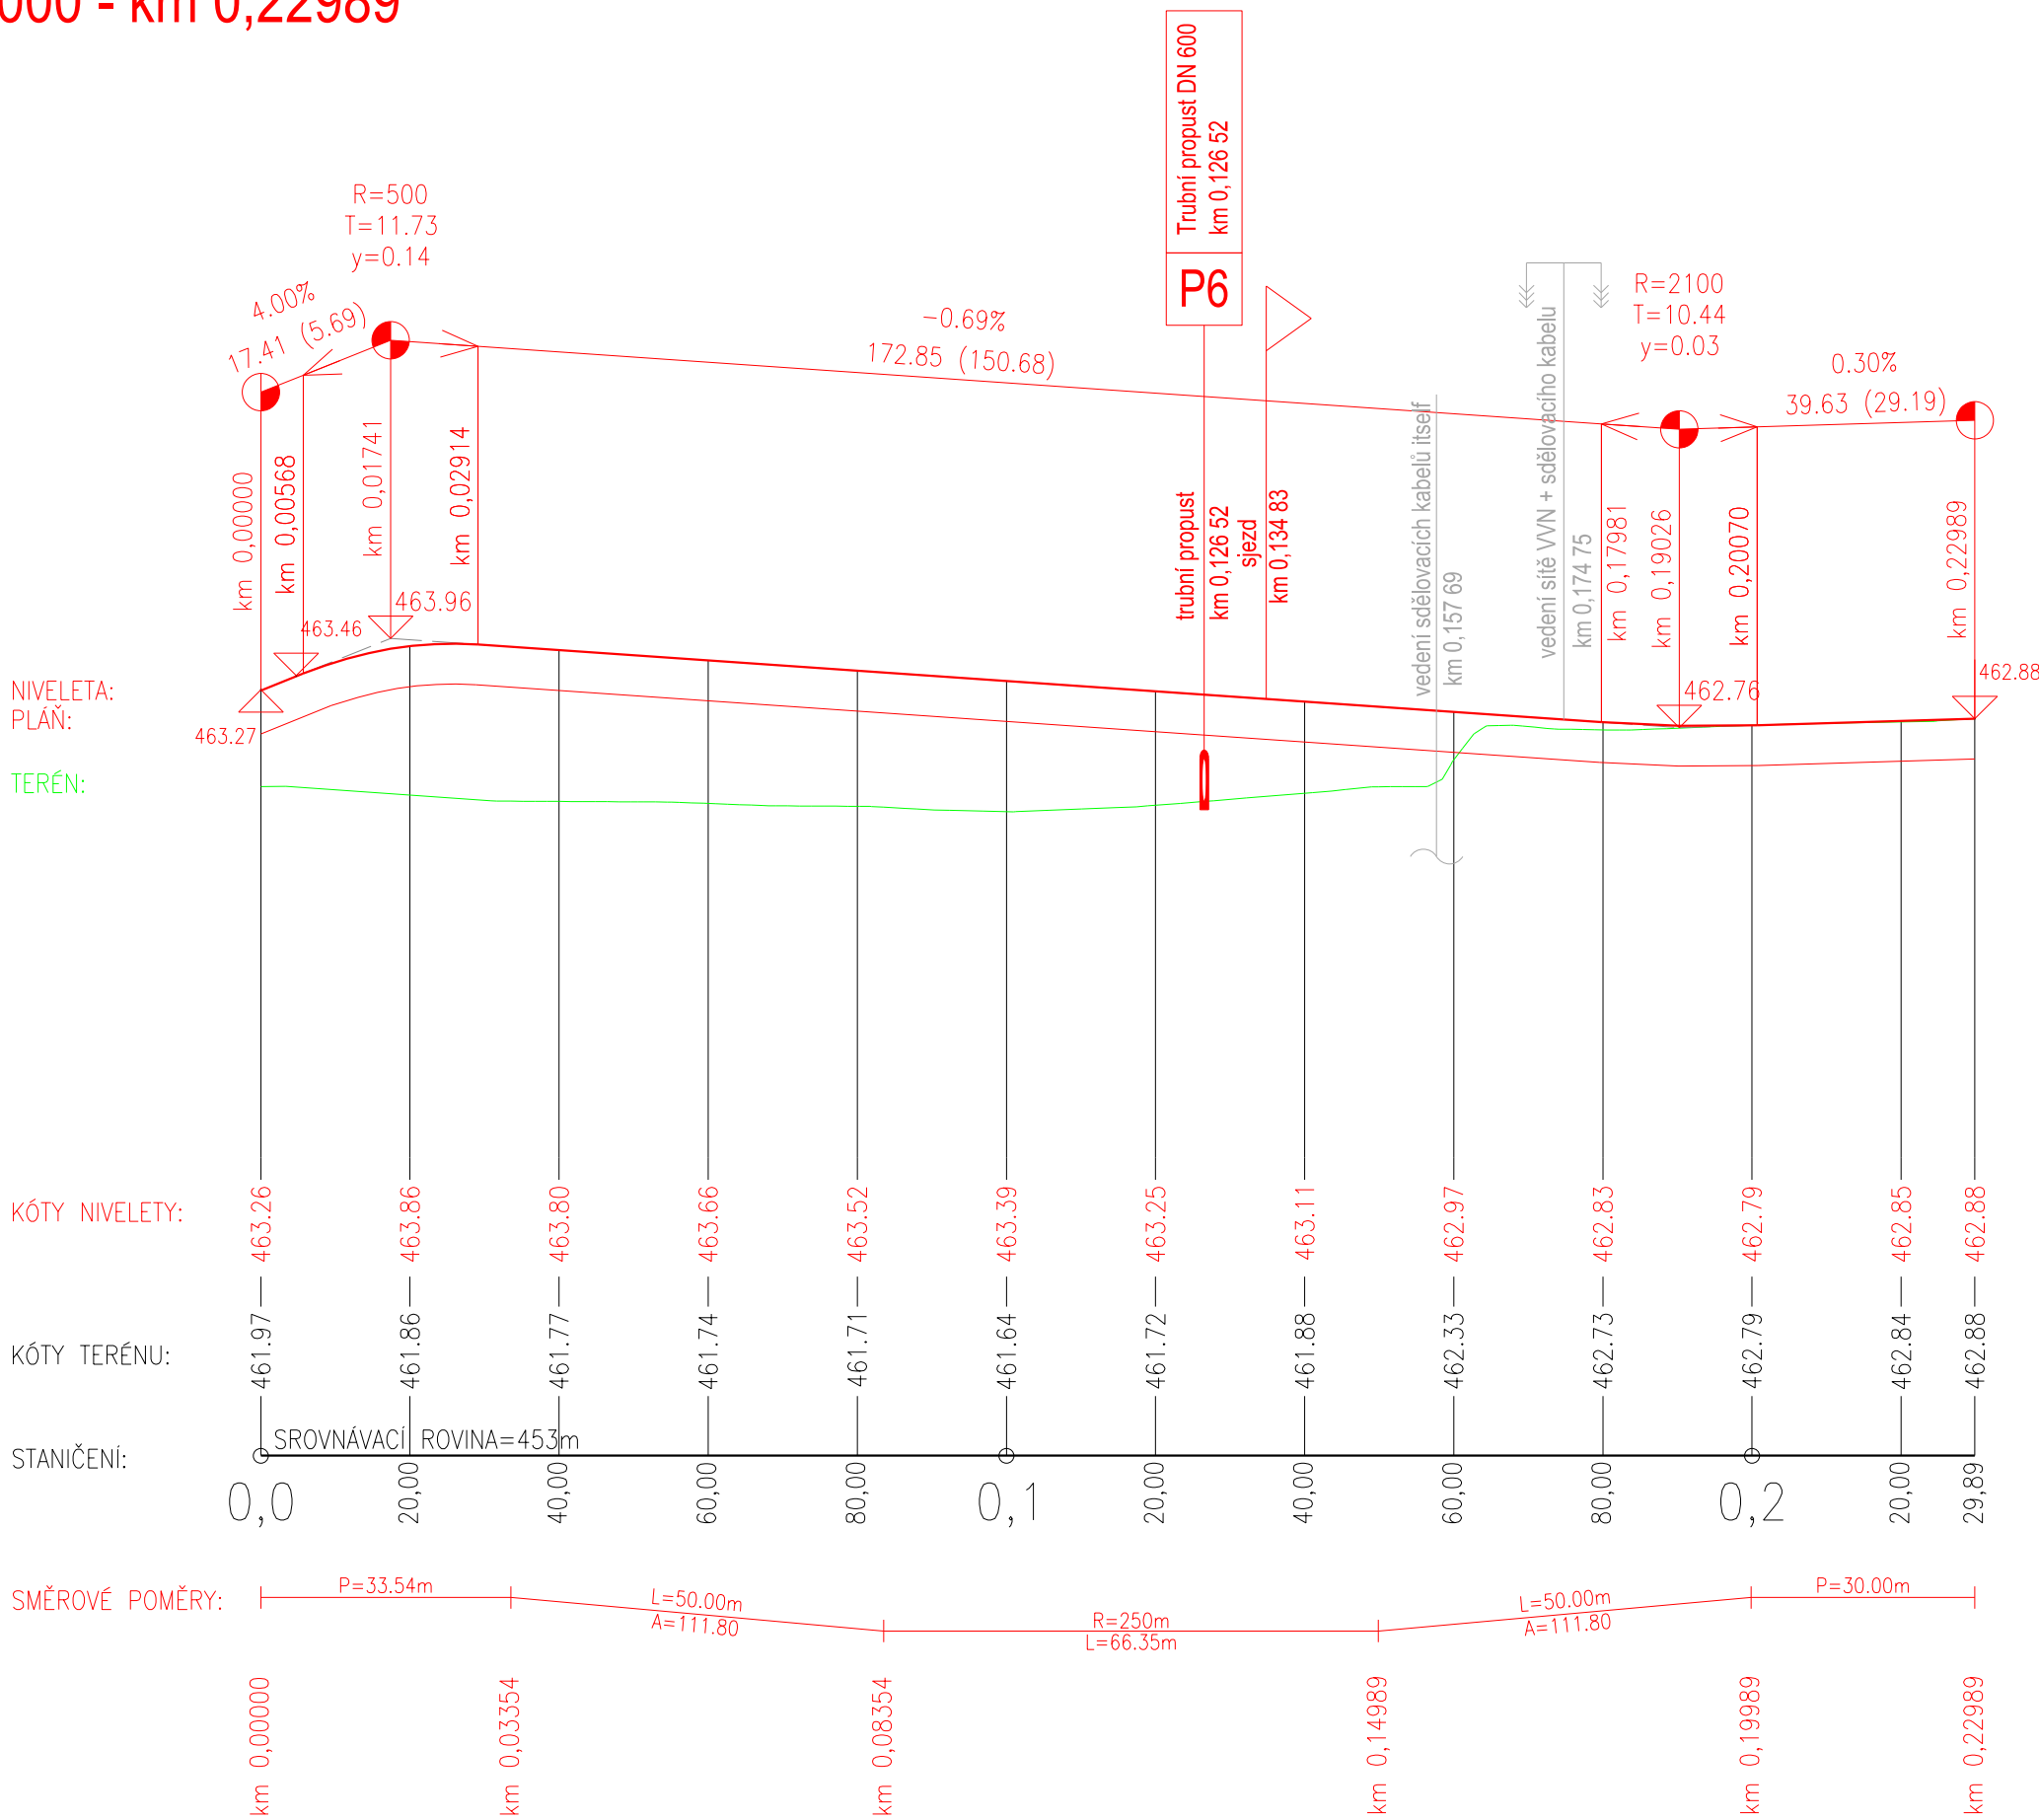 000 - km 0,22989
Trubní propust DN 600
km 0,126 52
P6
R=500
T=11.73
y=0.14
4.00%
17.41 (5.69)
-0.69%
172.85 (150.68)
R=2100
T=10.44
y=0.03
0.30%
39.63 (29.19)
km 0,00000
km 0,00568
km 0,01741
km 0,02914
trubní propust
km 0,126 52
sjezd
km 0,134 83
vedení sdělovacích kabelů itself
km 0,157 69
vedení sítě VVN + sdělovacího kabelu
km 0,174 75
km 0,17981
km 0,19026
km 0,20070
km 0,22989
463.46
463.96
462.76
462.88
463.27
NIVELETA:
PLÁŇ:
TERÉN:
KÓTY NIVELETY:
463.26
463.86
463.80
463.66
463.52
463.39
463.25
463.11
462.97
462.83
462.79
462.85
462.88
KÓTY TERÉNU:
461.97
461.86
461.77
461.74
461.71
461.64
461.72
461.88
462.33
462.73
462.79
462.84
462.88
SROVNÁVACÍ ROVINA=453m
STANIČENÍ:
0,0
20,00
40,00
60,00
80,00
0,1
20,00
40,00
60,00
80,00
0,2
20,00
29,89
SMĚROVÉ POMĚRY:
P=33.54m
L=50.00m
A=111.80
R=250m
L=66.35m
L=50.00m
A=111.80
P=30.00m
km 0,00000
km 0,03354
km 0,08354
km 0,14989
km 0,19989
km 0,22989